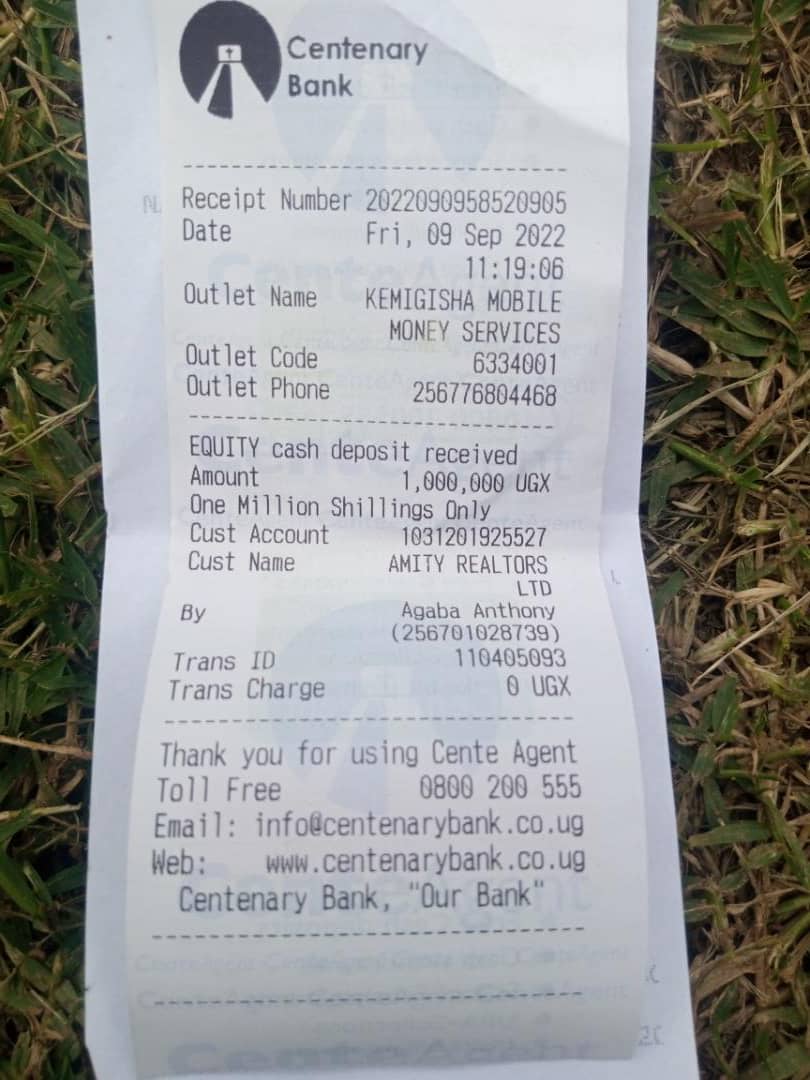 Centenary
Bank
Receipt Number 2022090958520905
Date Fri, 09 Sep 2022
11:19:06
Outlet Name KEMIGISHA MOBILE
MONEY SERVICES
Outlet Code 6334001
Outlet Phone 256776804468
EQUITY cash deposit received
Amount 1,000,000 UGX
One Million Shillings Only
Cust Account 1031201925527
Cust Name AMITY REALTORS
LTD
By Agaba Anthony
(256701028739)
Trans ID 110405093
Trans Charge 0 UGX
Thank you for using Cente Agent
Toll Free 0800 200 555
Email: info@centenarybank.co.ug
Web: www.centenarybank.co.ug
Centenary Bank, "Our Bank"